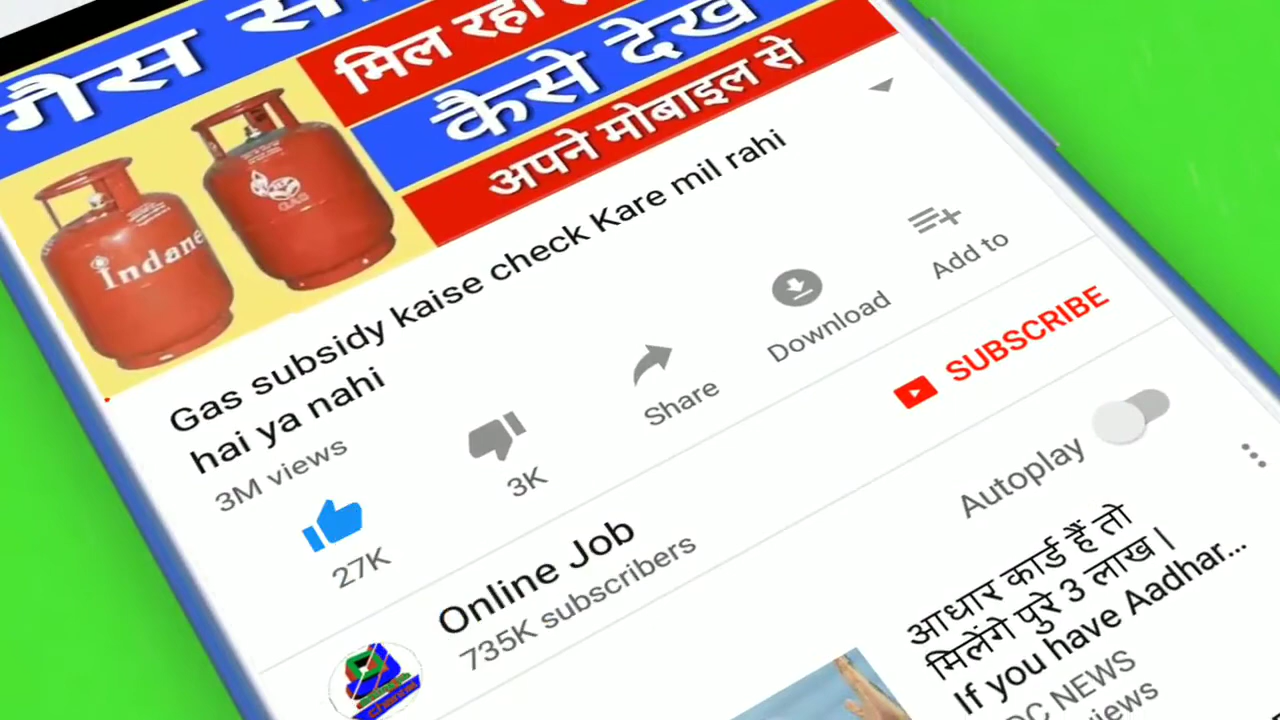 गैस
मिल रहा
कैसे देख
अपने मोबाइल से
Indane
Gas subsidy kaise check Kare mil rahi
hai ya nahi
3M views
27K
3K
Share
Download
Add to
SUBSCRIBE
Online Job
735K subscribers
Autoplay
आधार कार्ड हैं तो
मिलेंगे पुरे 3 लाख |
If you have Aadhar...
NEWS
views